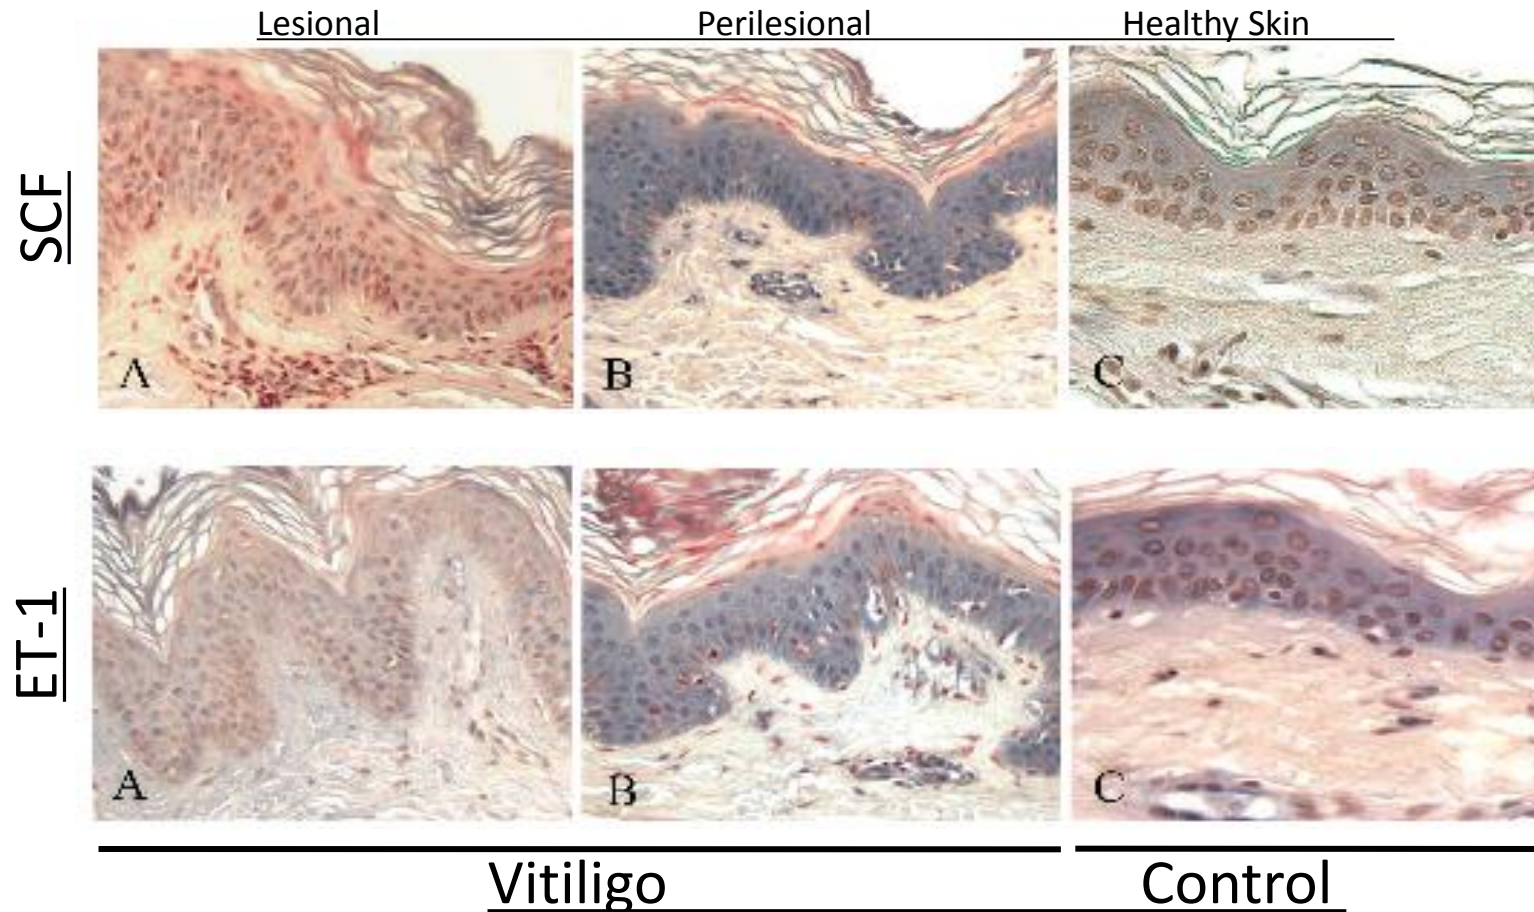 Lesional Perilesional Healthy Skin
SCF
A B C
ET-1
A B C
Vitiligo Control